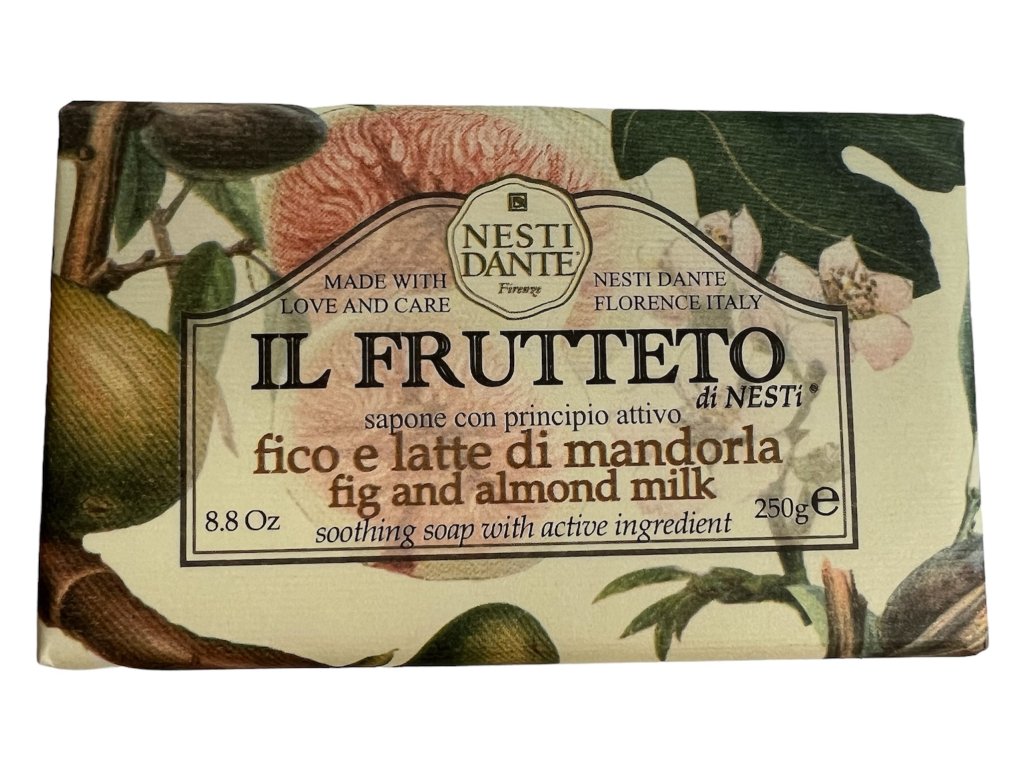 NESTI
DANTE
Firenze
MADE WITH
LOVE AND CARE
NESTI DANTE
FLORENCE ITALY
IL FRUTTETO
di NESTi ®
sapone con principio attivo
fico e latte di mandorla
fig and almond milk
8.8 Oz
soothing soap with active ingredient
250g e